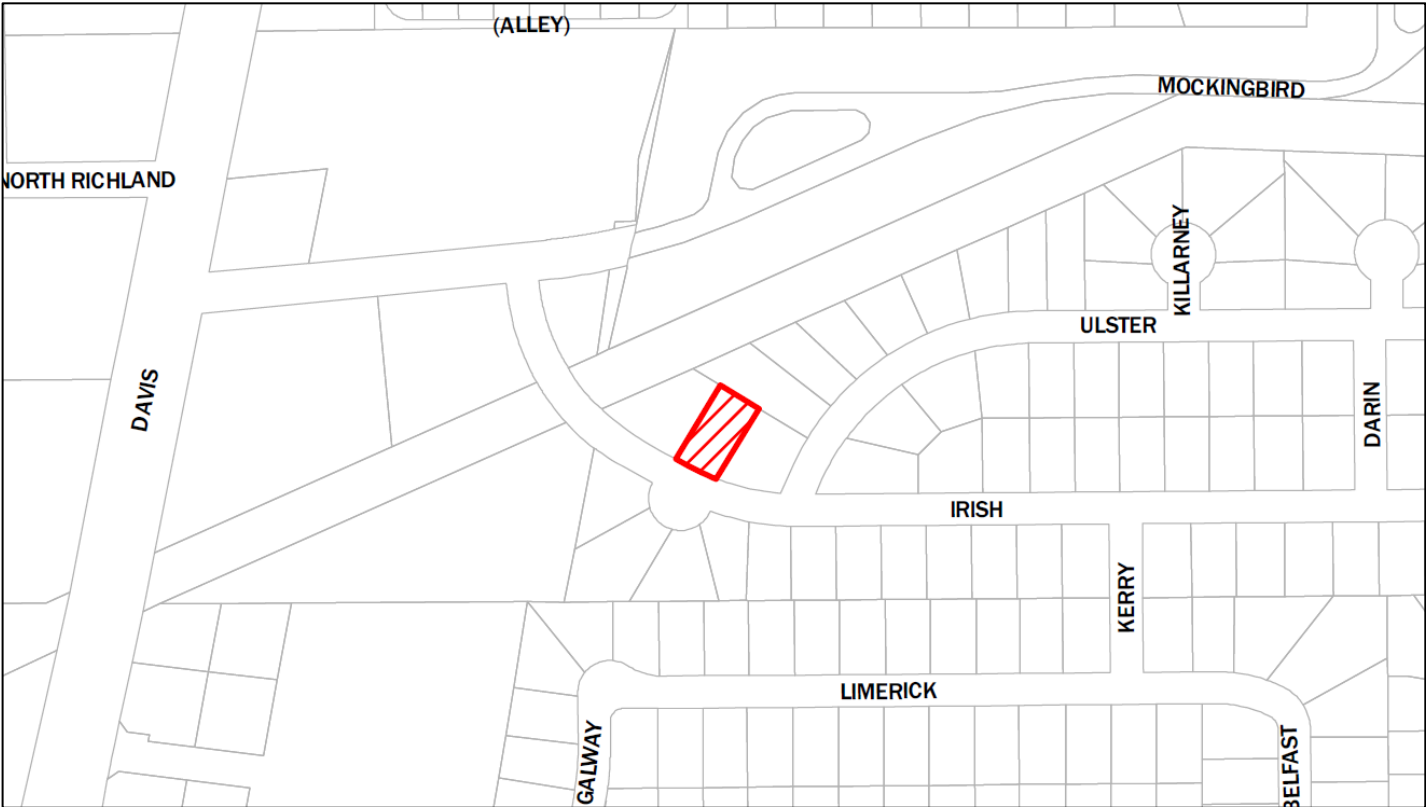 (ALLEY)
MOCKINGBIRD
NORTH RICHLAND
KILLARNEY
ULSTER
DAVIS
DARIN
IRISH
KERRY
LIMERICK
GALWAY
BELFAST